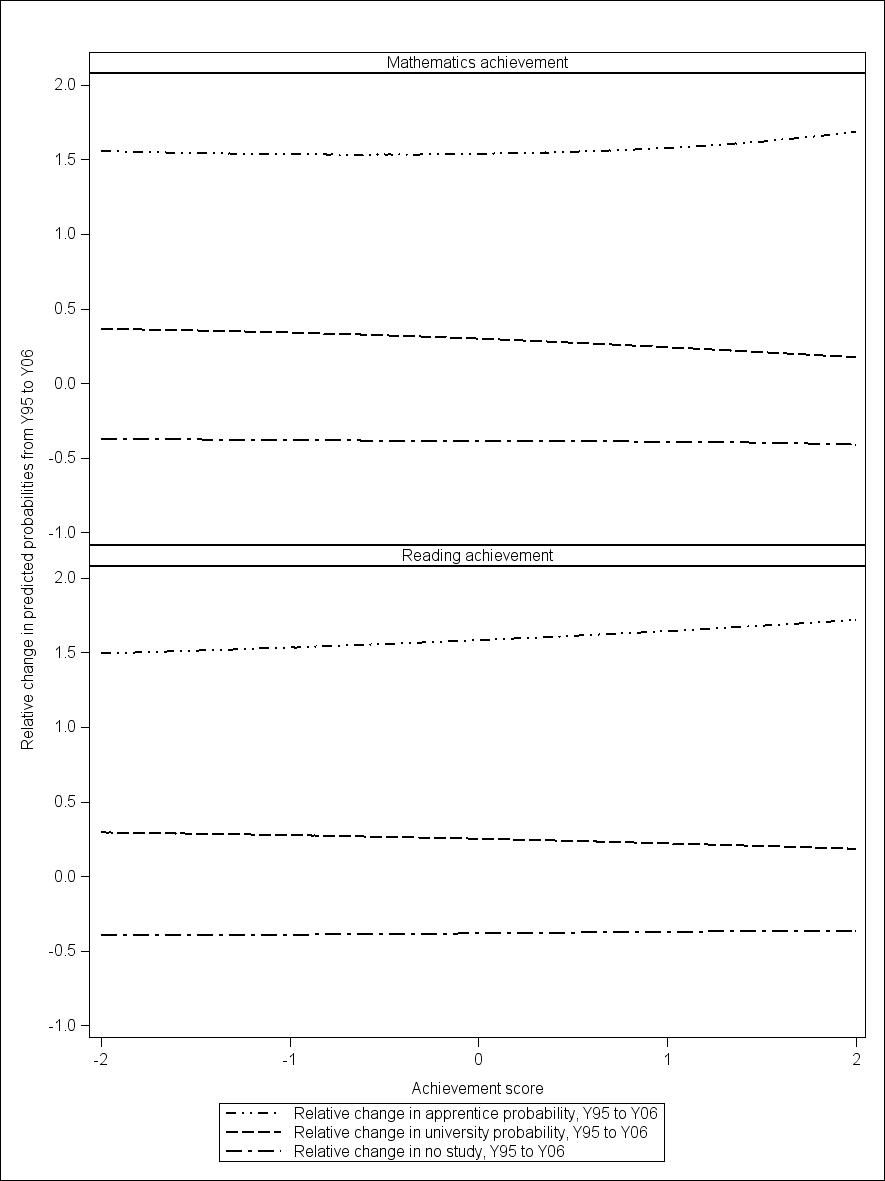 Mathematics achievement
2.0
1.5
1.0
0.5
0.0
-0.5
-1.0
Relative change in predicted probabilities from Y95 to Y06
Reading achievement
2.0
1.5
1.0
0.5
0.0
-0.5
-1.0
-2 -1 0 1 2
Achievement score
Relative change in apprentice probability, Y95 to Y06
Relative change in university probability, Y95 to Y06
Relative change in no study, Y95 to Y06